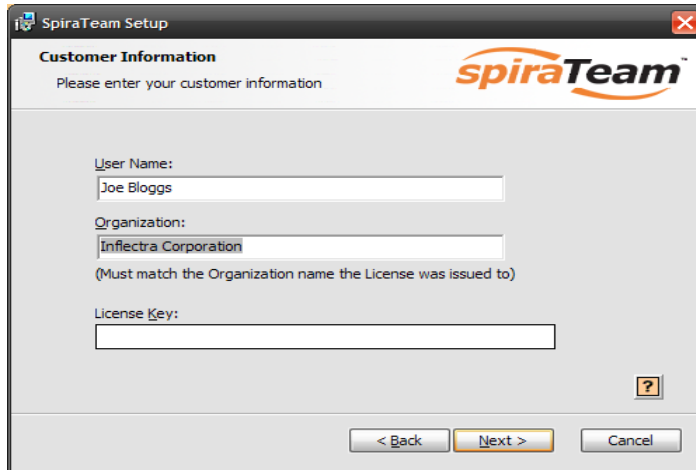 SpiraTeam Setup
Customer Information
Please enter your customer information
spiraTeam™
User Name:
Joe Bloggs
Organization:
Inflectra Corporation
(Must match the Organization name the License was issued to)
License Key:
?
< Back
Next >
Cancel